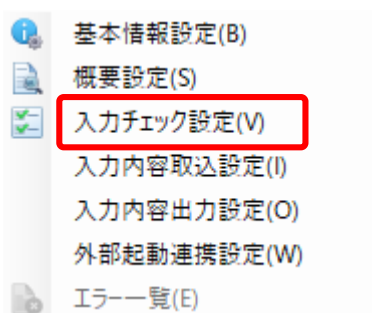 基本情報設定(B)
概要設定(S)
入力チェック設定(V)
入力内容取込設定(I)
入力内容出力設定(O)
外部起動連携設定(W)
エラー一覧(E)